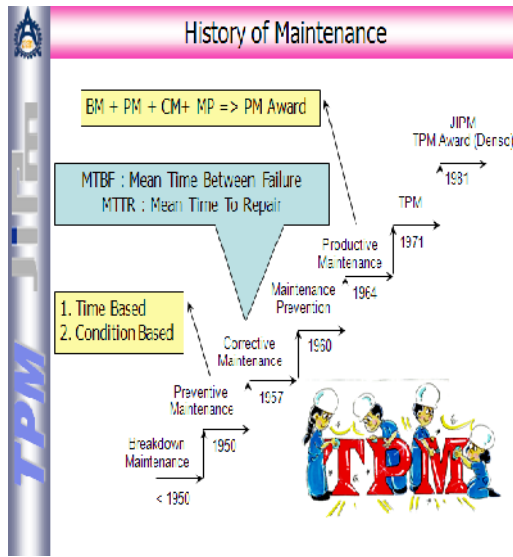 History of Maintenance
BM + PM + CM+ MP => PM Award
JIPM
TPM Award (Denso)
1981
MTBF : Mean Time Between Failure
MTTR : Mean Time To Repair
TPM
1971
Productive
Maintenance
1964
Maintenance
Prevention
1960
1. Time Based
2. Condition Based
Corrective
Maintenance
1957
Preventive
Maintenance
1950
Breakdown
Maintenance
< 1950
TPM
TPM